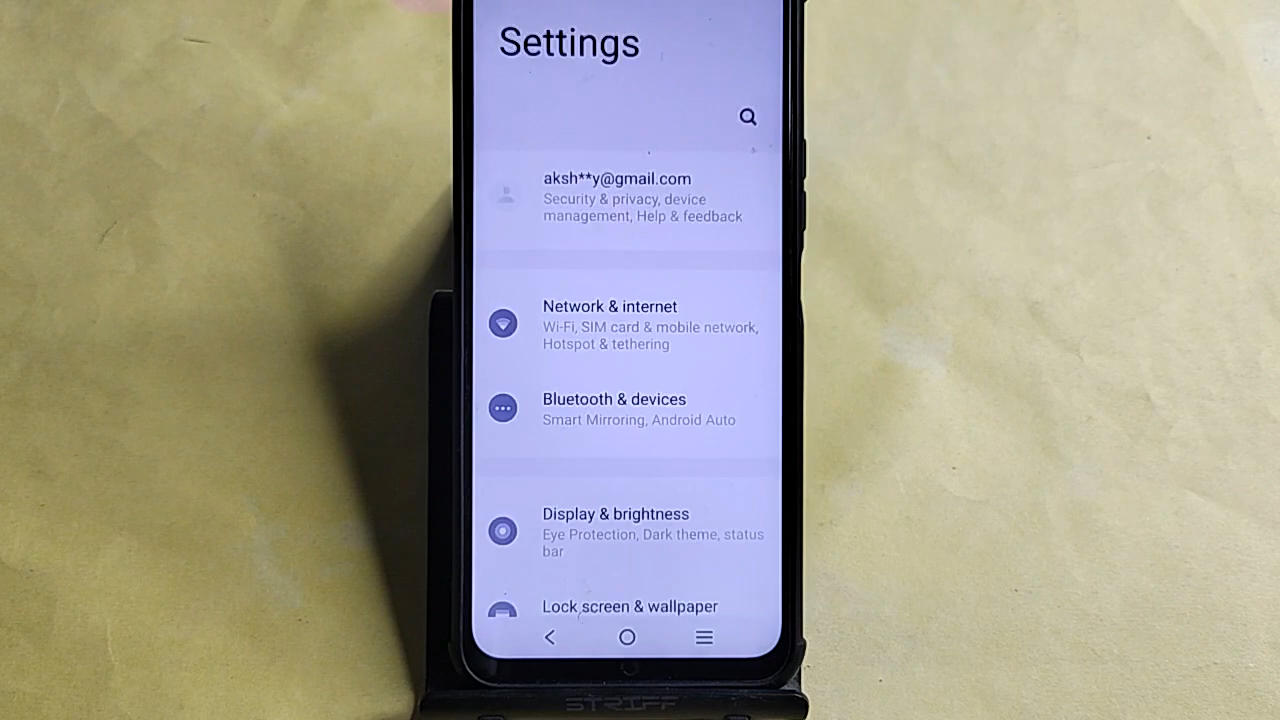 Settings
aksh**y@gmail.com
Security & privacy, device
management, Help & feedback
Network & internet
Wi-Fi, SIM card & mobile network,
Hotspot & tethering
Bluetooth & devices
Smart Mirroring, Android Auto
Display & brightness
Eye Protection, Dark theme, status
bar
Lock screen & wallpaper
STRIFF